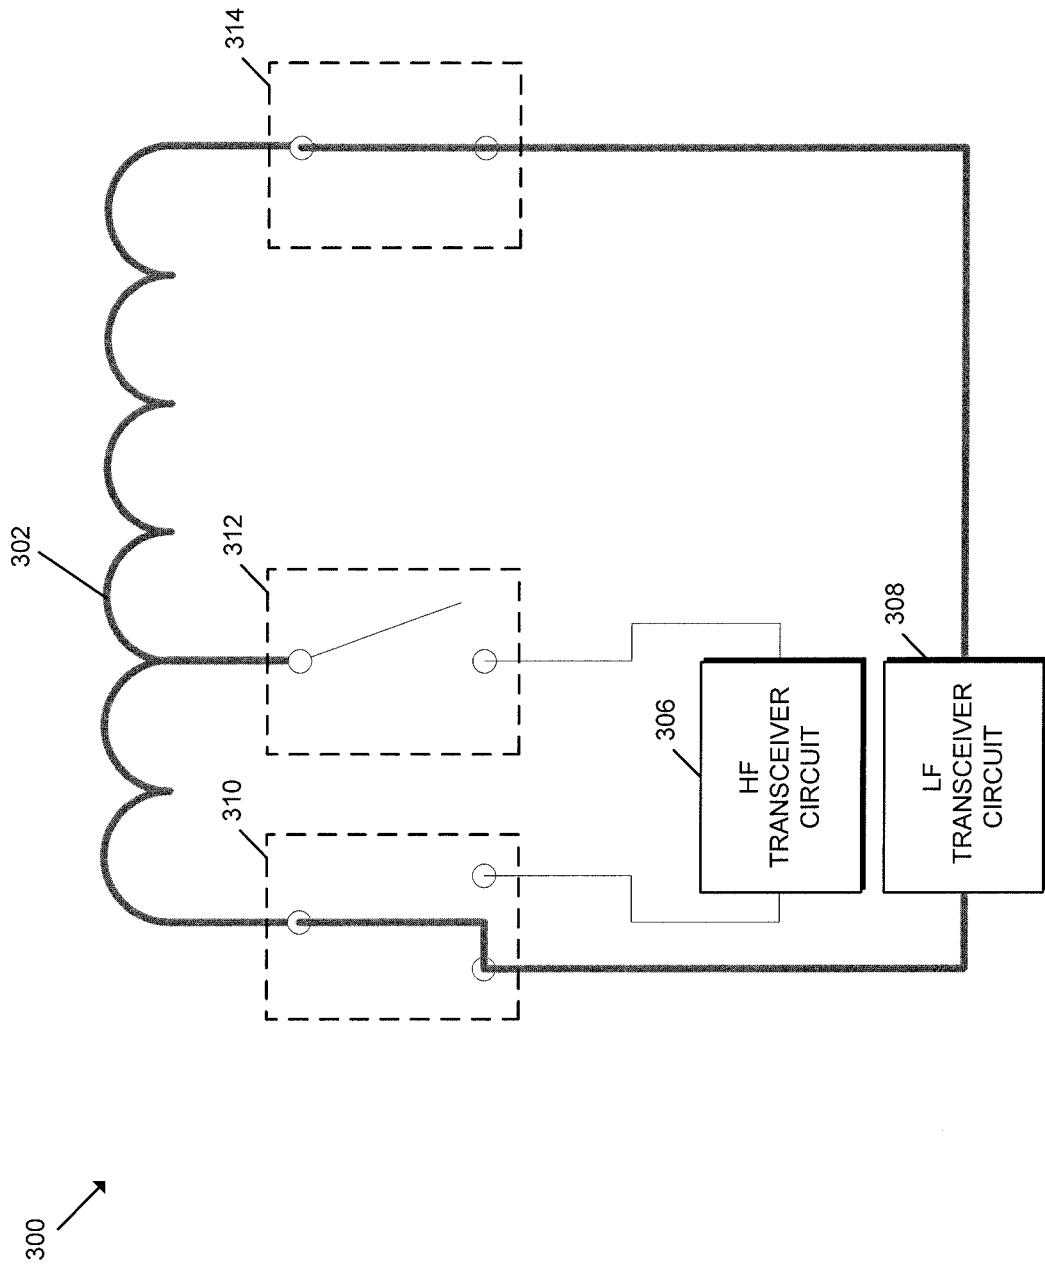 300
302
310
312
314
306
HF
TRANSCEIVER
CIRCUIT
308
LF
TRANSCEIVER
CIRCUIT